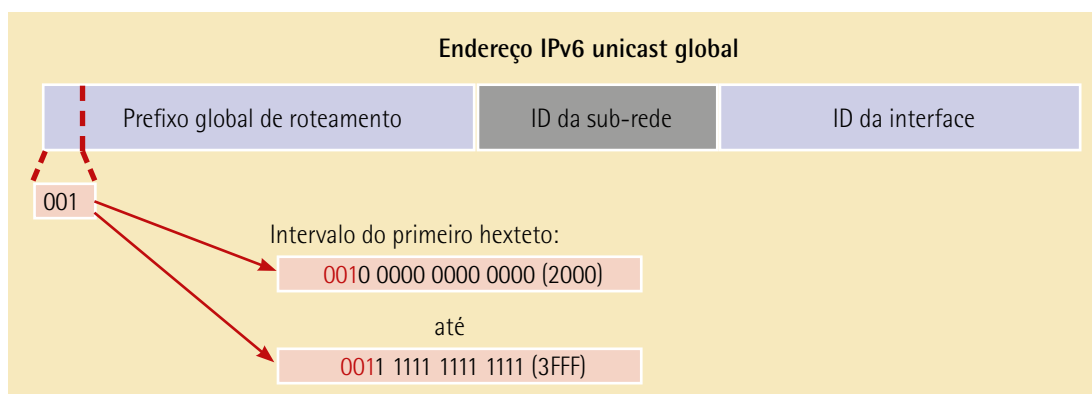 Endereço IPv6 unicast global
Prefixo global de roteamento ID da sub-rede ID da interface
001
Intervalo do primeiro hexteto:
0010 0000 0000 0000 (2000)
até
0011 1111 1111 1111 (3FFF)